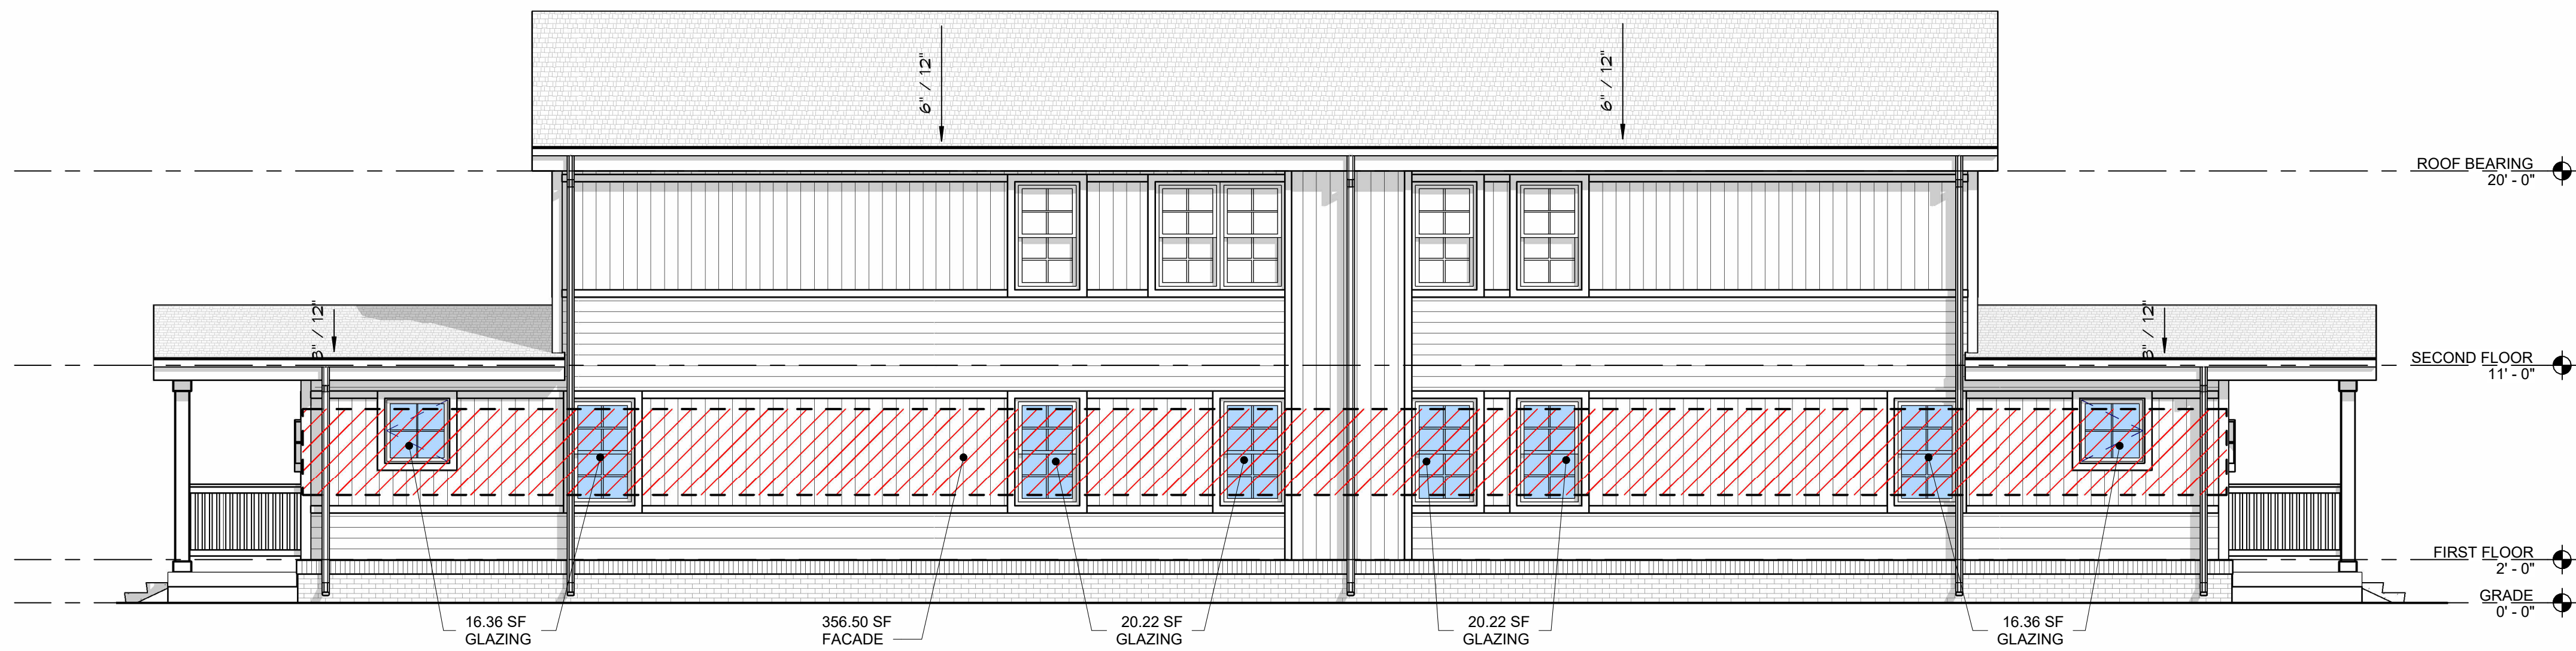 6" / 12"
6" / 12"
ROOF BEARING
20' - 0"
8" / 12"
8" / 12"
SECOND FLOOR
11' - 0"
FIRST FLOOR
2' - 0"
GRADE
0' - 0"
16.36 SF
GLAZING
356.50 SF
FACADE
20.22 SF
GLAZING
20.22 SF
GLAZING
16.36 SF
GLAZING